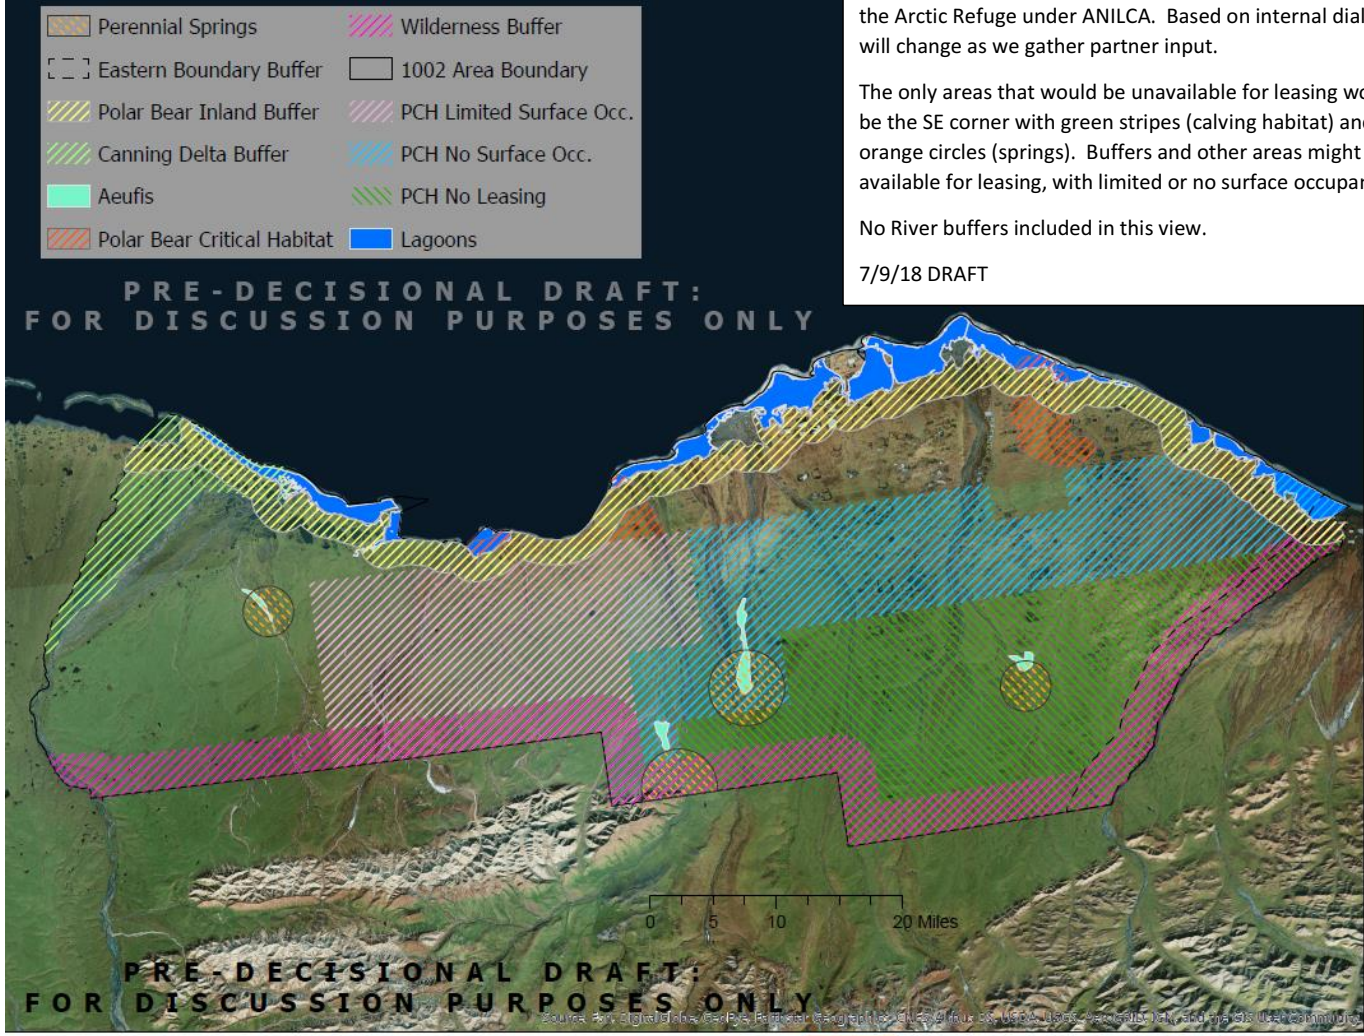 Perennial Springs
Wilderness Buffer
Eastern Boundary Buffer
1002 Area Boundary
Polar Bear Inland Buffer
PCH Limited Surface Occ.
Canning Delta Buffer
PCH No Surface Occ.
Aeufis
PCH No Leasing
Polar Bear Critical Habitat
Lagoons
the Arctic Refuge under ANILCA. Based on internal dial
will change as we gather partner input.
The only areas that would be unavailable for leasing wo
be the SE corner with green stripes (calving habitat) an
orange circles (springs). Buffers and other areas might
available for leasing, with limited or no surface occupa
No River buffers included in this view.
7/9/18 DRAFT
PRE-DECISIONAL DRAFT:
FOR DISCUSSION PURPOSES ONLY
0 5 10 20 Miles
PRE-DECISIONAL DRAFT:
FOR DISCUSSION PURPOSES ONLY